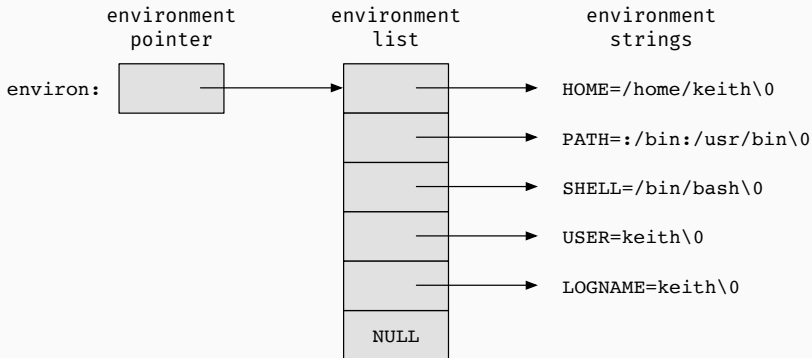 environment pointer
environment list
environment strings
environ:
HOME=/home/keith\0
PATH=:/bin:/usr/bin\0
SHELL=/bin/bash\0
USER=keith\0
LOGNAME=keith\0
NULL